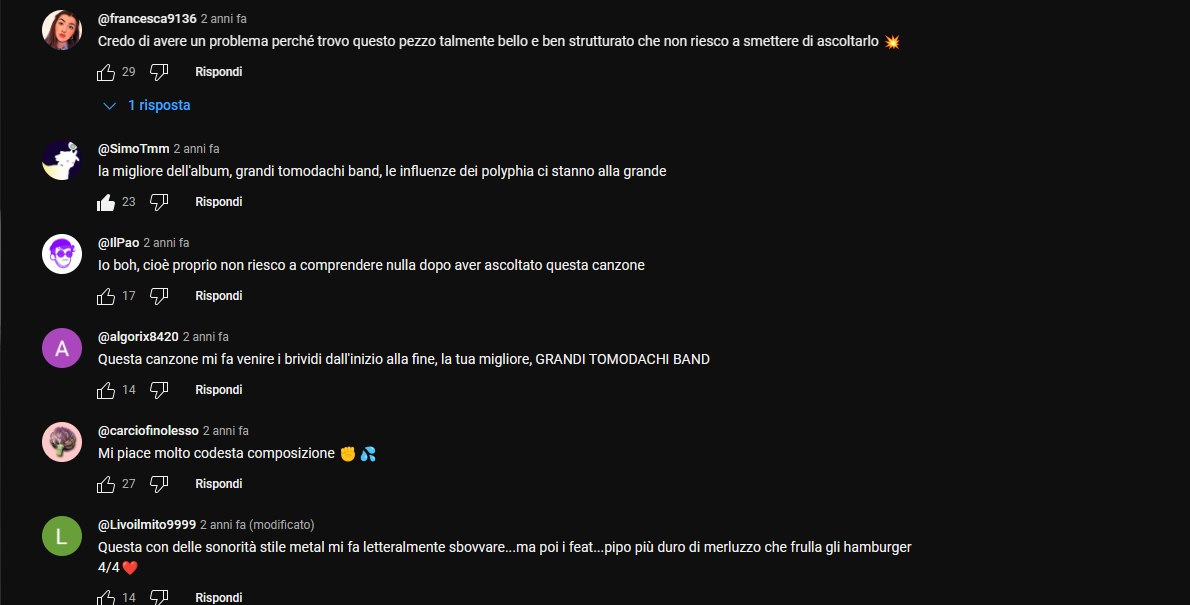 @francesca9136 2 anni fa
Credo di avere un problema perché trovo questo pezzo talmente bello e ben strutturato che non riesco a smettere di ascoltarlo 💥
29 Rispondi
1 risposta
@SimoTmm 2 anni fa
la migliore dell'album, grandi tomodachi band, le influenze dei polyphia ci stanno alla grande
23 Rispondi
@IlPao 2 anni fa
Io boh, cioè proprio non riesco a comprendere nulla dopo aver ascoltato questa canzone
17 Rispondi
A
@algorix8420 2 anni fa
Questa canzone mi fa venire i brividi dall'inizio alla fine, la tua migliore, GRANDI TOMODACHI BAND
14 Rispondi
@carciofinolesso 2 anni fa
Mi piace molto codesta composizione ✊💦
27 Rispondi
L
@Livoilmito9999 2 anni fa (modificato)
Questa con delle sonorità stile metal mi fa letteralmente sbovvare...ma poi i feat...pipo più duro di merluzzo che frulla gli hamburger
4/4❤️
14 Rispondi